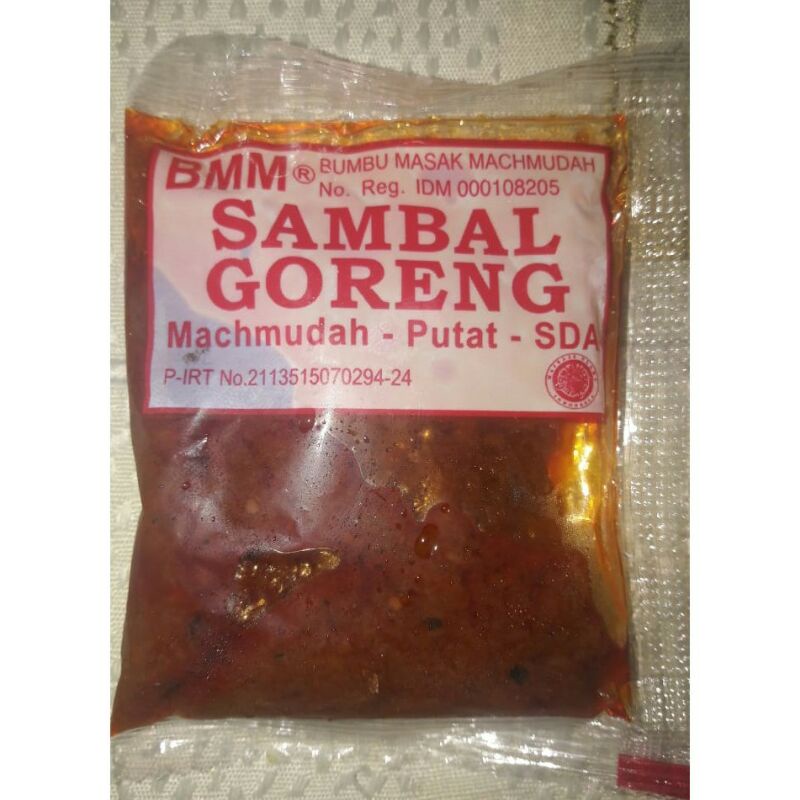 BMM® BUMBU MASAK MACHMUDAH
No. Reg. IDM 000108205
SAMBAL
GORENG
Machmudah - Putat - SDA
P-IRT No.2113515070294-24